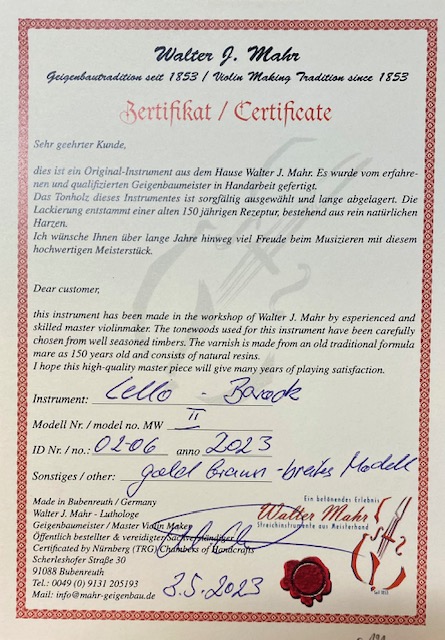 Walter J. Mahr
Geigenbautradition seit 1853 / Violin Making Tradition since 1853
Zertifikat / Certificate
Sehr geehrter Kunde,
dies ist ein Original-Instrument aus dem Hause Walter J. Mahr. Es wurde vom erfahre-
nen und qualifizierten Geigenbaumeister in Handarbeit gefertigt.
Das Tonholz dieses Instrumentes ist sorgfältig ausgewählt und lange abgelagert. Die
Lackierung entstammt einer alten 150 jährigen Rezeptur, bestehend aus rein natürlichen
Harzen.
Ich wünsche Ihnen über lange Jahre hinweg viel Freude beim Musizieren mit diesem
hochwertigen Meisterstück.
Dear customer,
this instrument has been made in the workshop of Walter J. Mahr by esperienced and
skilled master violinmaker. The tonewoods used for this instrument have been carefully
chosen from well seasoned timbers. The varnish is made from an old traditional formula
mare as 150 years old and consists of natural resins.
I hope this high-quality master piece will give many years of playing satisfaction.
Instrument: Cello - Barock
Modell Nr. / model no. MW II
ID Nr. / no.: 02-06 anno 2023
Sonstiges / other: gold braun - breites Modell
Made in Bubenreuth / Germany
Walter J. Mahr - Luthologe
Geigenbaumeister / Master Violin Maker
Öffentlich bestellter & vereidigter Sachverständiger
Certificated by Nürnberg (TRG) Chambers of Handcrafts
Scherleshofer Straße 30
91088 Bubenreuth
Tel.: 0049 (0) 9131 205193
Mail: info@mahr-geigenbau.de
3.5.2023
Ein betönendes Erlebnis
Walter Mahr
Streichinstrumente aus Meisterhand
Seit 1853